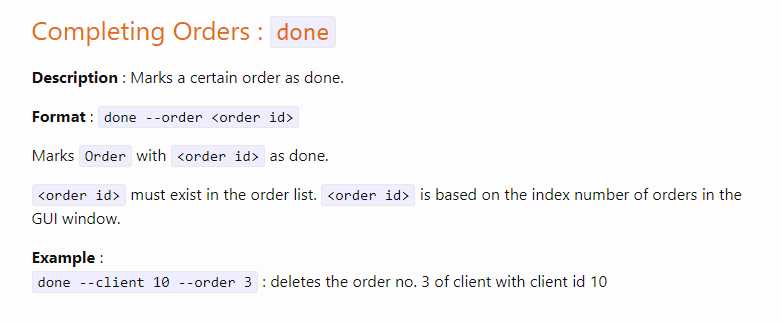 Completing Orders : done
Description : Marks a certain order as done.
Format : done --order <order id>
Marks Order with <order id> as done.
<order id> must exist in the order list. <order id> is based on the index number of orders in the
GUI window.
Example :
done --client 10 --order 3 : deletes the order no. 3 of client with client id 10